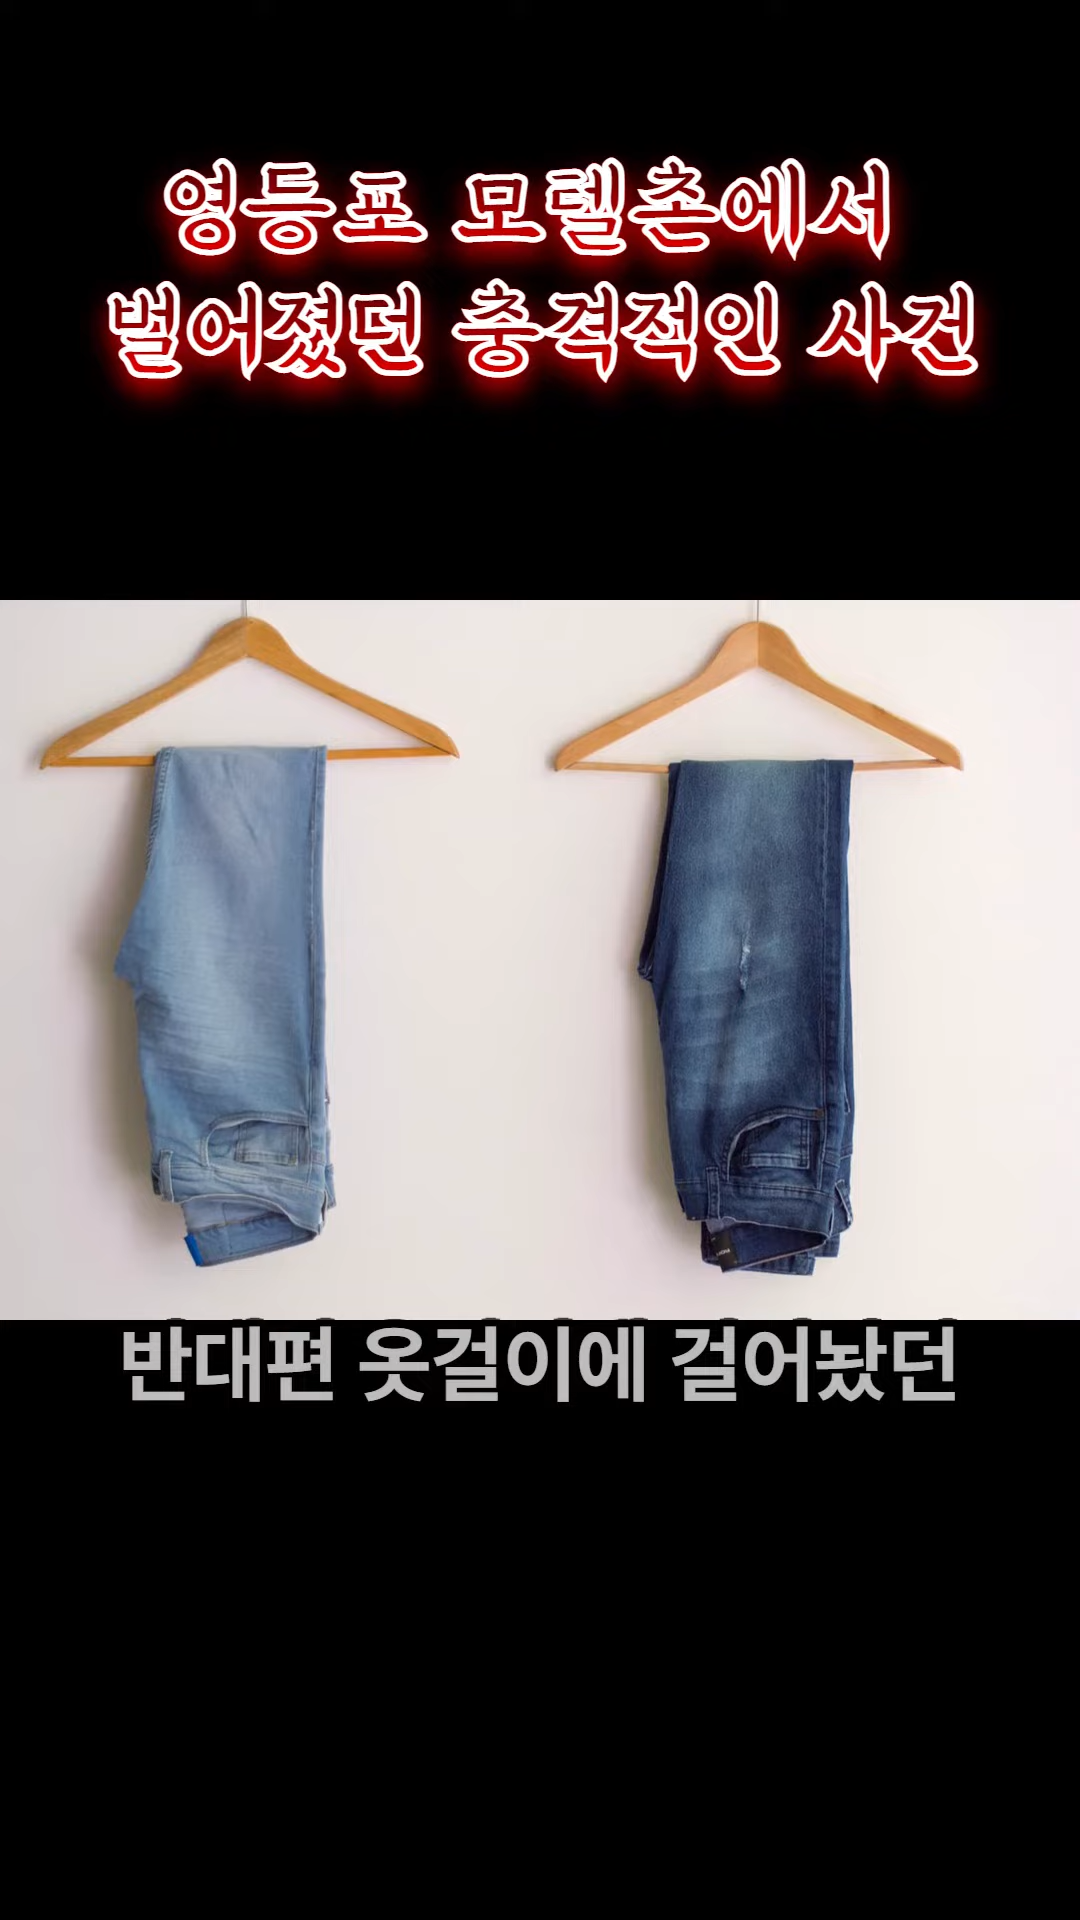 영등포 모텔촌에서
벌어졌던 충격적인 사건
반대편 옷걸이에 걸어놨던